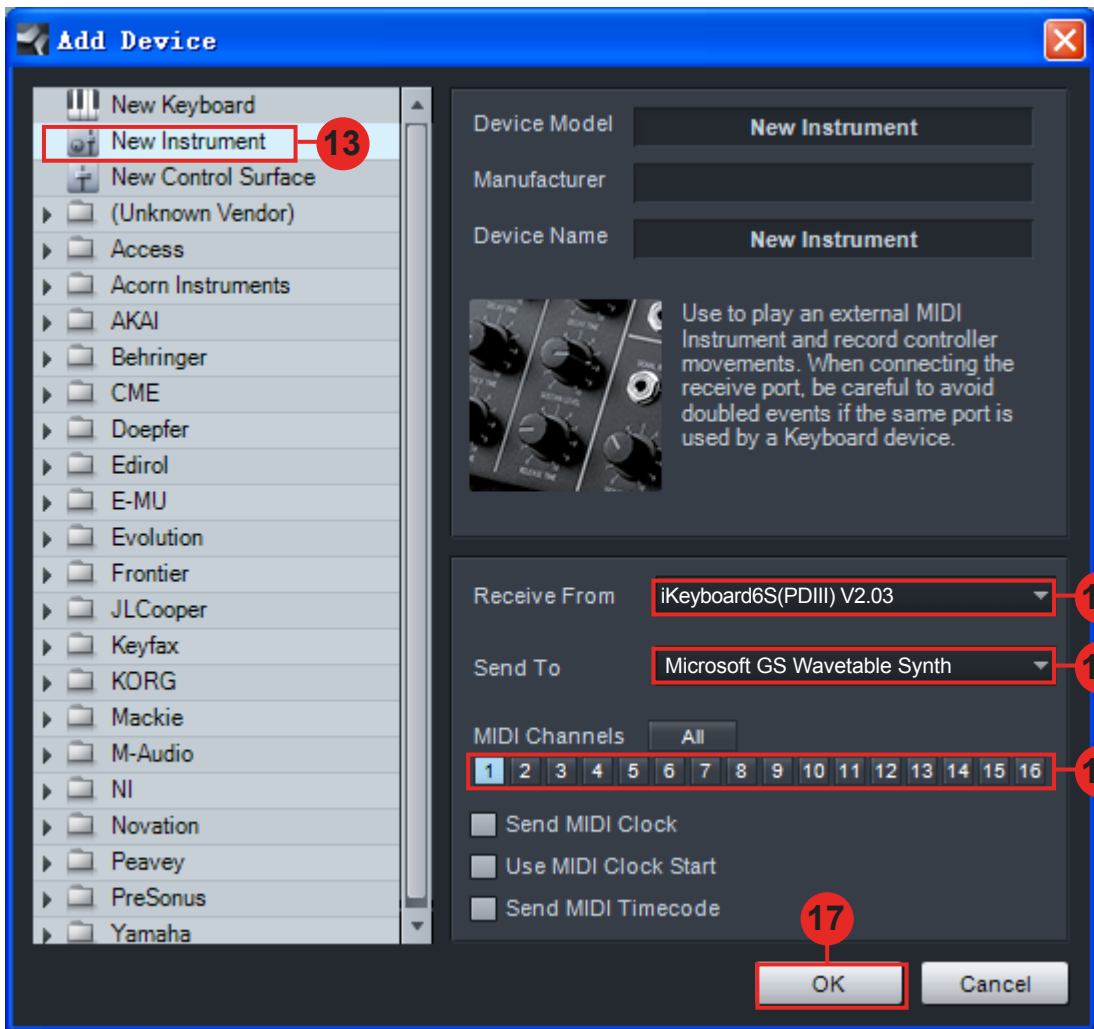 Add Device
New Keyboard
New Instrument
13
New Control Surface
(Unknown Vendor)
Access
Acorn Instruments
AKAI
Behringer
CME
Doepfer
Edirol
E-MU
Evolution
Frontier
JLCooper
Keyfax
KORG
Mackie
M-Audio
NI
Novation
Peavey
PreSonus
Yamaha
Device Model New Instrument
Manufacturer
Device Name New Instrument
Use to play an external MIDI
Instrument and record controller
movements. When connecting the
receive port, be careful to avoid
doubled events if the same port is
used by a Keyboard device.
Receive From iKeyboard6S(PDIII) V2.03
Send To Microsoft GS Wavetable Synth
MIDI Channels All
1 2 3 4 5 6 7 8 9 10 11 12 13 14 15 16
Send MIDI Clock
Use MIDI Clock Start
Send MIDI Timecode
17
OK Cancel